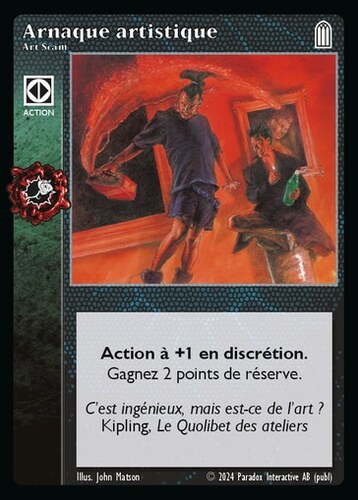 Arnaque artistique
Art Scam
ACTION
Action à +1 en discrétion.
Gagnez 2 points de réserve.
C'est ingénieux, mais est-ce de l'art ?
Kipling, Le Quolibet des ateliers
Illus. John Matson © 2024 Paradox Interactive AB (publ)